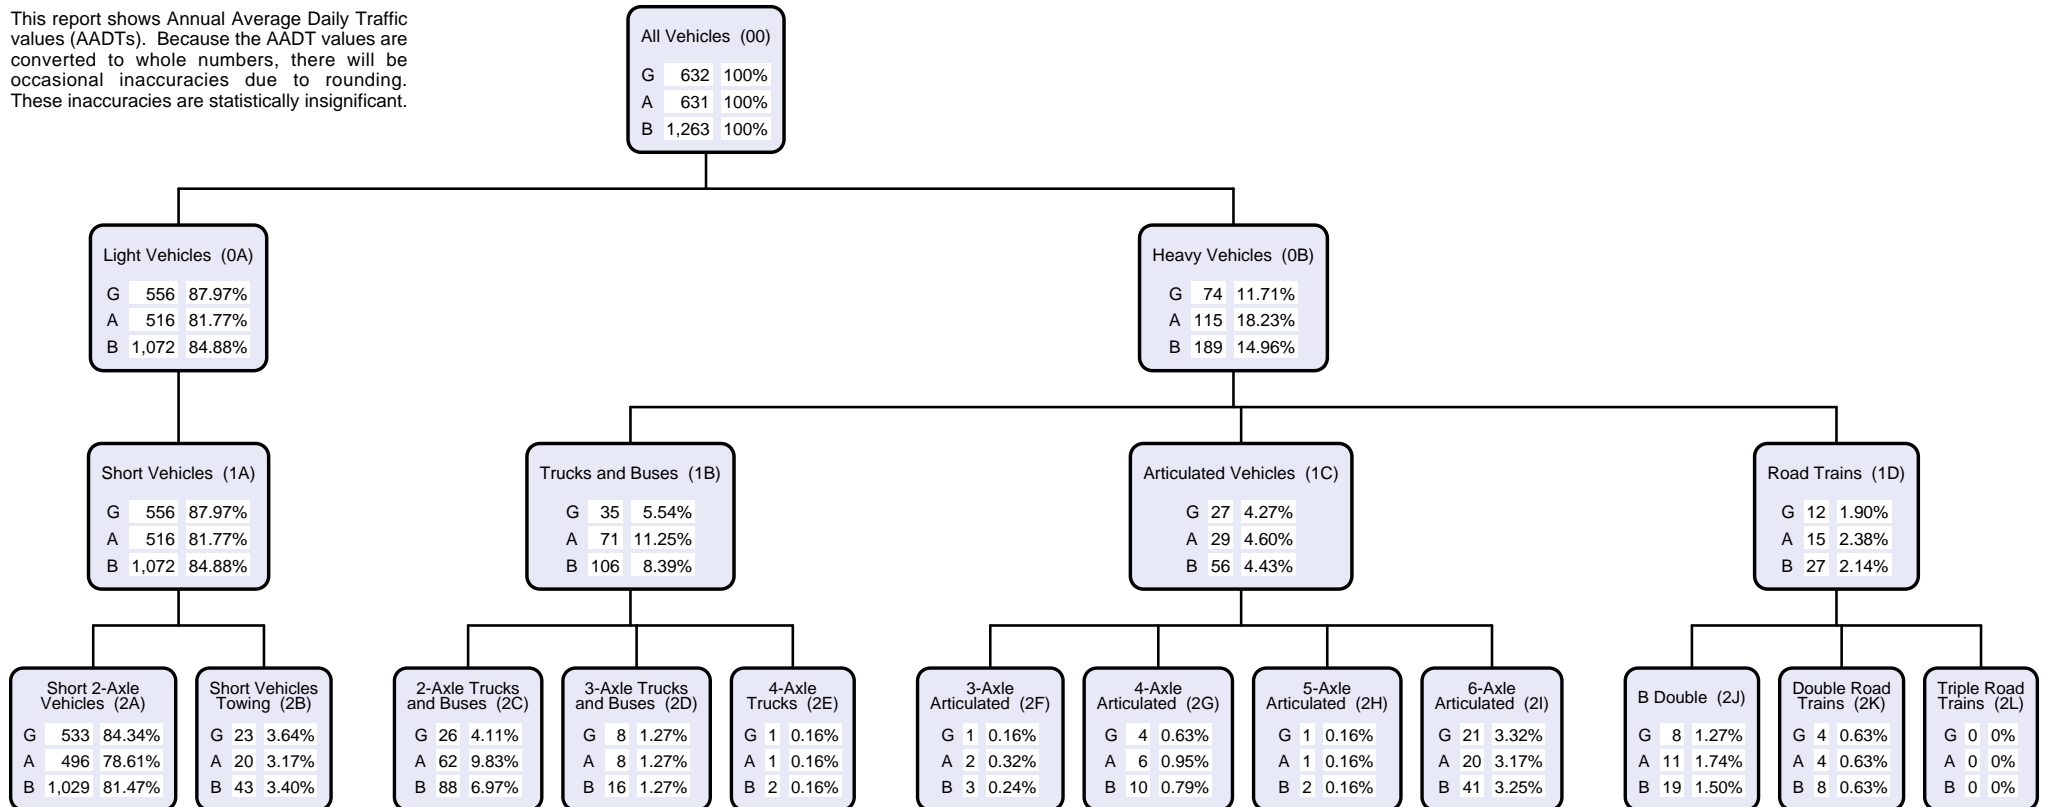 This report shows Annual Average Daily Traffic
values (AADTs). Because the AADT values are
converted to whole numbers, there will be
occasional inaccuracies due to rounding.
These inaccuracies are statistically insignificant.
All Vehicles (00)
G 632 100%
A 631 100%
B 1,263 100%
Light Vehicles (0A)
G 556 87.97%
A 516 81.77%
B 1,072 84.88%
Heavy Vehicles (0B)
G 74 11.71%
A 115 18.23%
B 189 14.96%
Short Vehicles (1A)
G 556 87.97%
A 516 81.77%
B 1,072 84.88%
Trucks and Buses (1B)
G 35 5.54%
A 71 11.25%
B 106 8.39%
Articulated Vehicles (1C)
G 27 4.27%
A 29 4.60%
B 56 4.43%
Road Trains (1D)
G 12 1.90%
A 15 2.38%
B 27 2.14%
Short 2-Axle
Vehicles (2A)
G 533 84.34%
A 496 78.61%
B 1,029 81.47%
Short Vehicles
Towing (2B)
G 23 3.64%
A 20 3.17%
B 43 3.40%
2-Axle Trucks
and Buses (2C)
G 26 4.11%
A 62 9.83%
B 88 6.97%
3-Axle Trucks
and Buses (2D)
G 8 1.27%
A 8 1.27%
B 16 1.27%
4-Axle
Trucks (2E)
G 1 0.16%
A 1 0.16%
B 2 0.16%
3-Axle
Articulated (2F)
G 1 0.16%
A 2 0.32%
B 3 0.24%
4-Axle
Articulated (2G)
G 4 0.63%
A 6 0.95%
B 10 0.79%
5-Axle
Articulated (2H)
G 1 0.16%
A 1 0.16%
B 2 0.16%
6-Axle
Articulated (2I)
G 21 3.32%
A 20 3.17%
B 41 3.25%
B Double (2J)
G 8 1.27%
A 11 1.74%
B 19 1.50%
Double Road
Trains (2K)
G 4 0.63%
A 4 0.63%
B 8 0.63%
Triple Road
Trains (2L)
G 0 0%
A 0 0%
B 0 0%